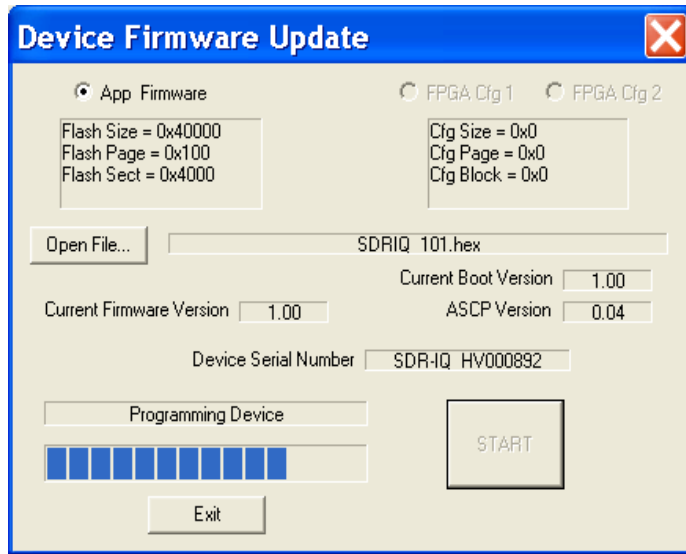 Device Firmware Update
App Firmware
FPGA Cfg 1
FPGA Cfg 2
Flash Size = 0x40000
Flash Page = 0x100
Flash Sect = 0x4000
Cfg Size = 0x0
Cfg Page = 0x0
Cfg Block = 0x0
Open File...
SDRIQ 101.hex
Current Boot Version 1.00
Current Firmware Version 1.00
ASCP Version 0.04
Device Serial Number SDR-IQ HV000892
Programming Device
START
Exit